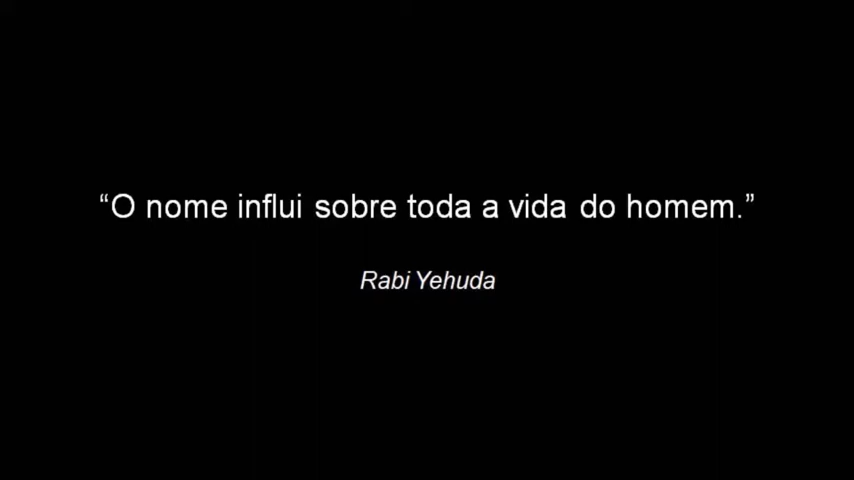 “O nome influi sobre toda a vida do homem.”
Rabi Yehuda